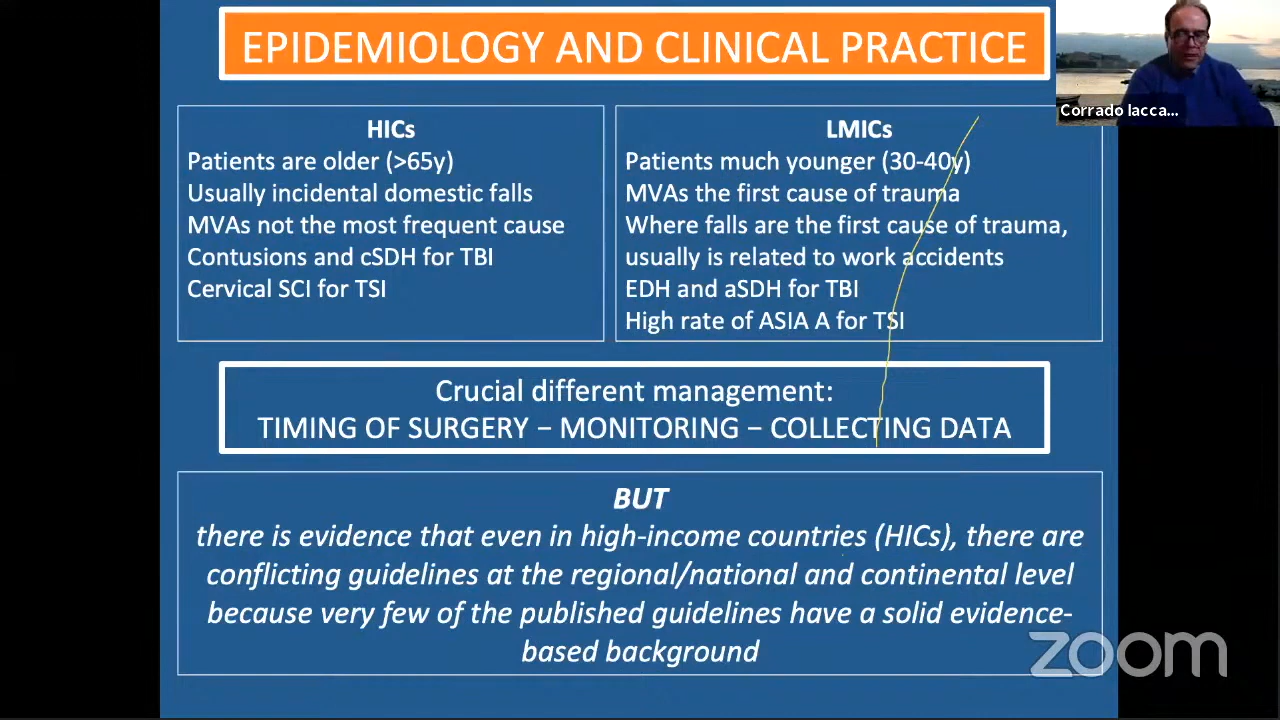 EPIDEMIOLOGY AND CLINICAL PRACTICE
Corrado Iacca...
HICs
Patients are older (>65y)
Usually incidental domestic falls
MVAs not the most frequent cause
Contusions and cSDH for TBI
Cervical SCI for TSI
LMICs
Patients much younger (30-40y)
MVAs the first cause of trauma
Where falls are the first cause of trauma,
usually is related to work accidents
EDH and aSDH for TBI
High rate of ASIA A for TSI
Crucial different management:
TIMING OF SURGERY – MONITORING – COLLECTING DATA
BUT
there is evidence that even in high-income countries (HICs), there are
conflicting guidelines at the regional/national and continental level
because very few of the published guidelines have a solid evidence-
based background
zoom